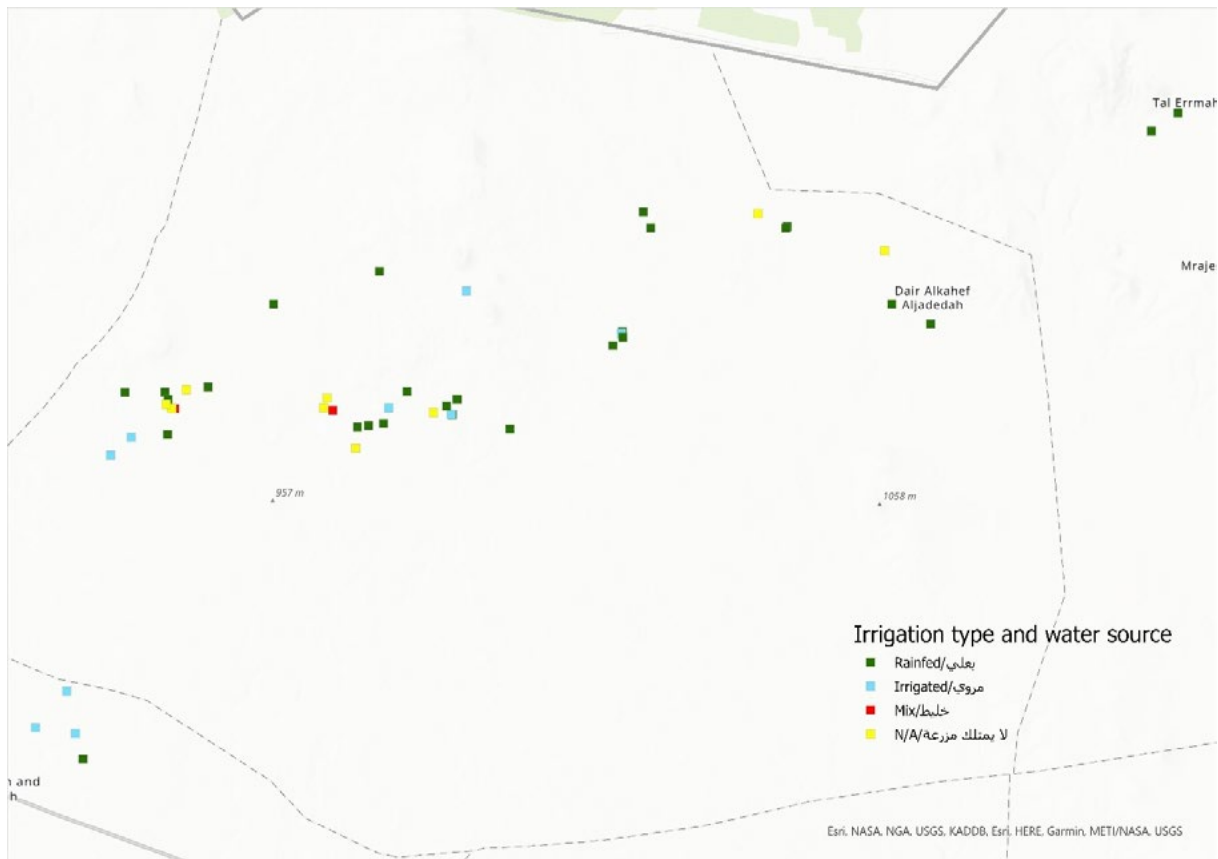 Tal Errmah
Mraje
Dair Alkahef
Aljadedah
957 m
1058 m
Irrigation type and water source
Rainfed/بعلي
Irrigated/مروي
Mix/خليط
N/A/لا يمتلك مزرعة
n and
h
Esri, NASA, NGA, USGS, KADDB, Esri, HERE, Garmin, METI/NASA, USGS